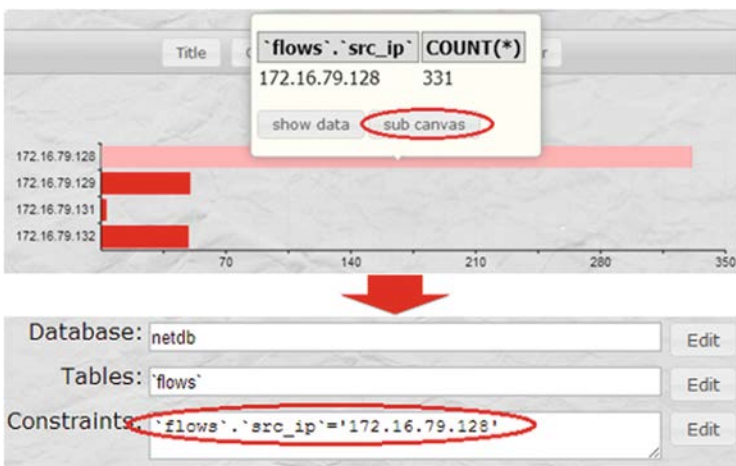 `flows`.`src_ip` COUNT(*)
172.16.79.128 331
Title
show data sub canvas
172.16.79.128
172.16.79.129
172.16.79.131
172.16.79.132
70 140 210 280 350
Database: netdb Edit
Tables: `flows` Edit
Constraints: `flows`.`src_ip`='172.16.79.128' Edit